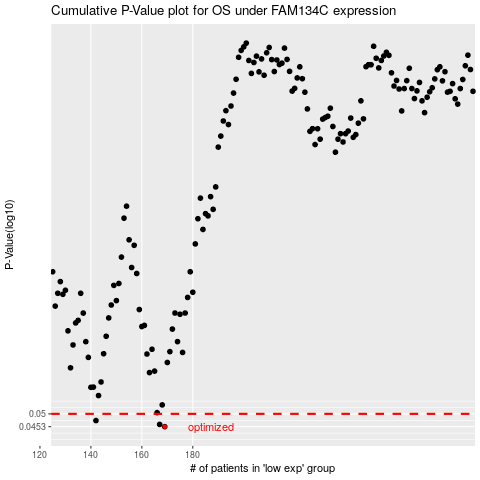 Cumulative P-Value plot for OS under FAM134C expression
P-Value(log10)
0.05
0.0453
optimized
120 140 160 180
# of patients in 'low exp' group